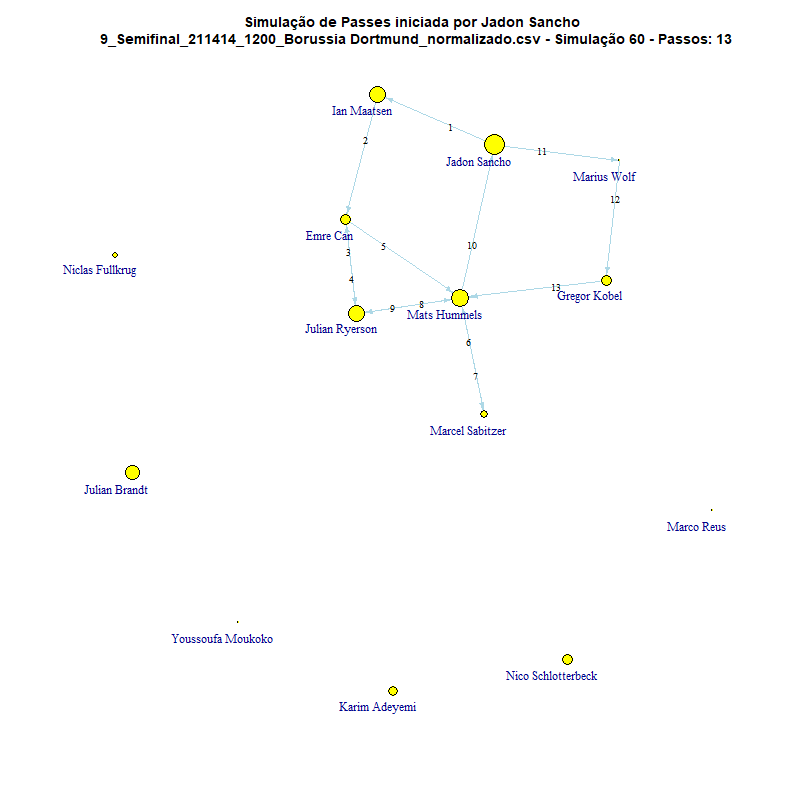 Simulação de Passes iniciada por Jadon Sancho
9_Semifinal_211414_1200_Borussia Dortmund_normalizado.csv - Simulação 60 - Passos: 13
Ian Maatsen
1
2
Jadon Sancho
11
Marius Wolf
12
Emre Can
5
10
3
Niclas Fullkrug
4
13
Gregor Kobel
8
9
Mats Hummels
Julian Ryerson
6
7
Marcel Sabitzer
Julian Brandt
Marco Reus
Youssoufa Moukoko
Nico Schlotterbeck
Karim Adeyemi